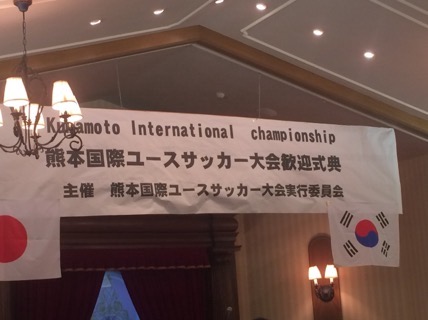 Kumamoto International championship
熊本国際ユースサッカー大会歓迎式典
主催 熊本国際ユースサッカー大会実行委員会